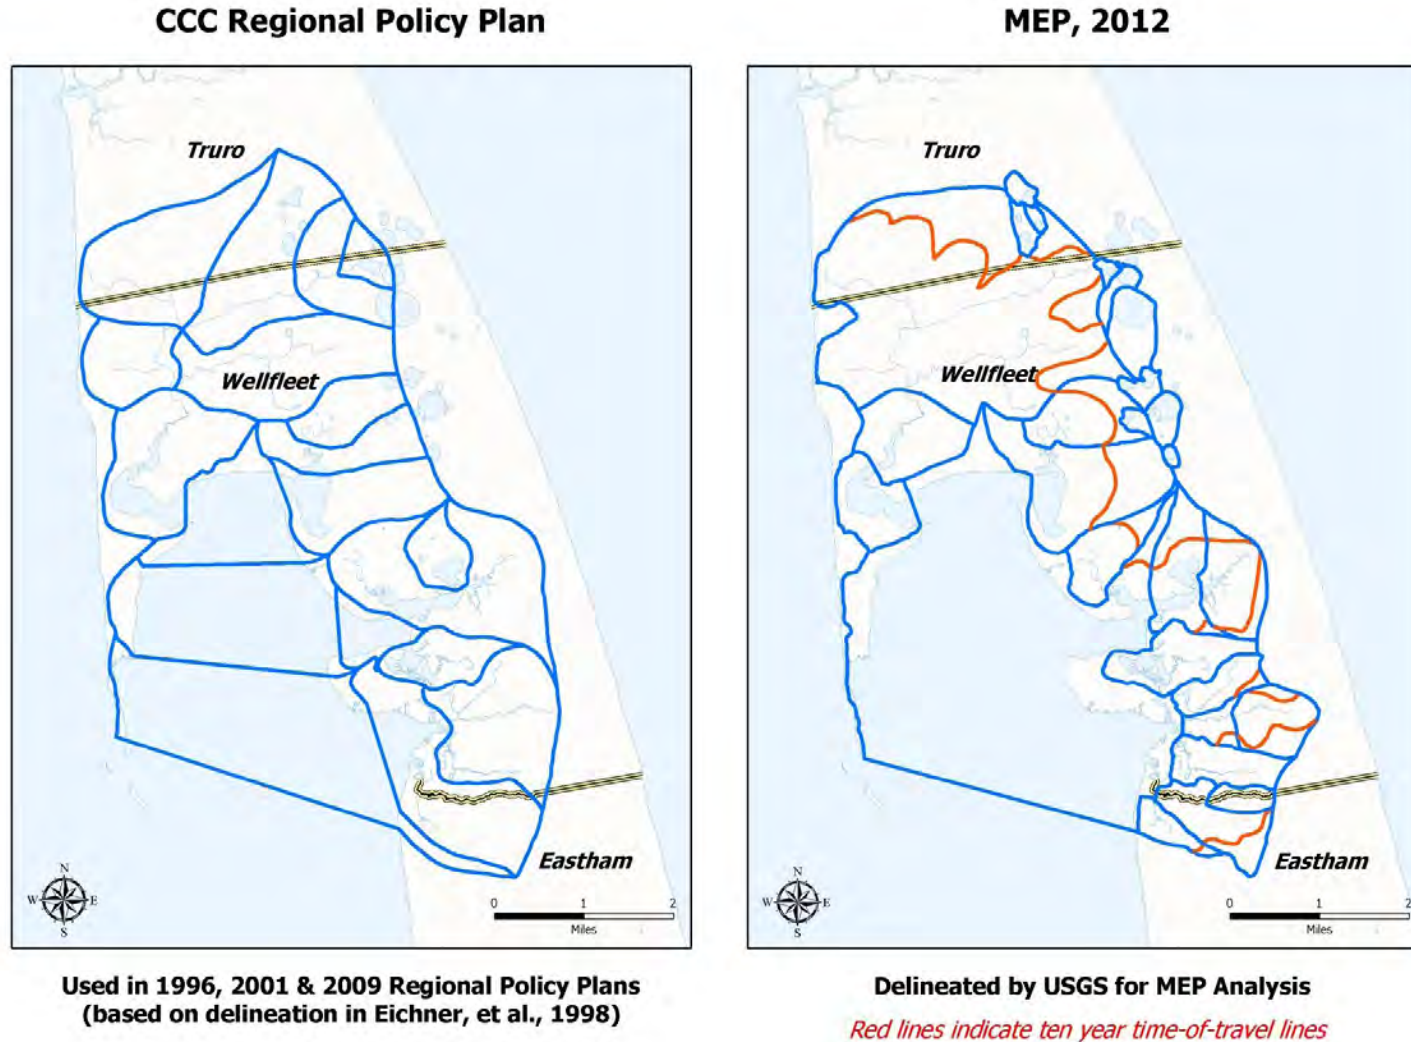 CCC Regional Policy Plan
MEP, 2012
Truro
Wellfleet
Eastham
N
W E
S
0 1 2
Miles
Truro
Wellfleet
Eastham
N
W E
S
0 1 2
Miles
Used in 1996, 2001 & 2009 Regional Policy Plans
(based on delineation in Eichner, et al., 1998)
Delineated by USGS for MEP Analysis
Red lines indicate ten year time-of-travel lines